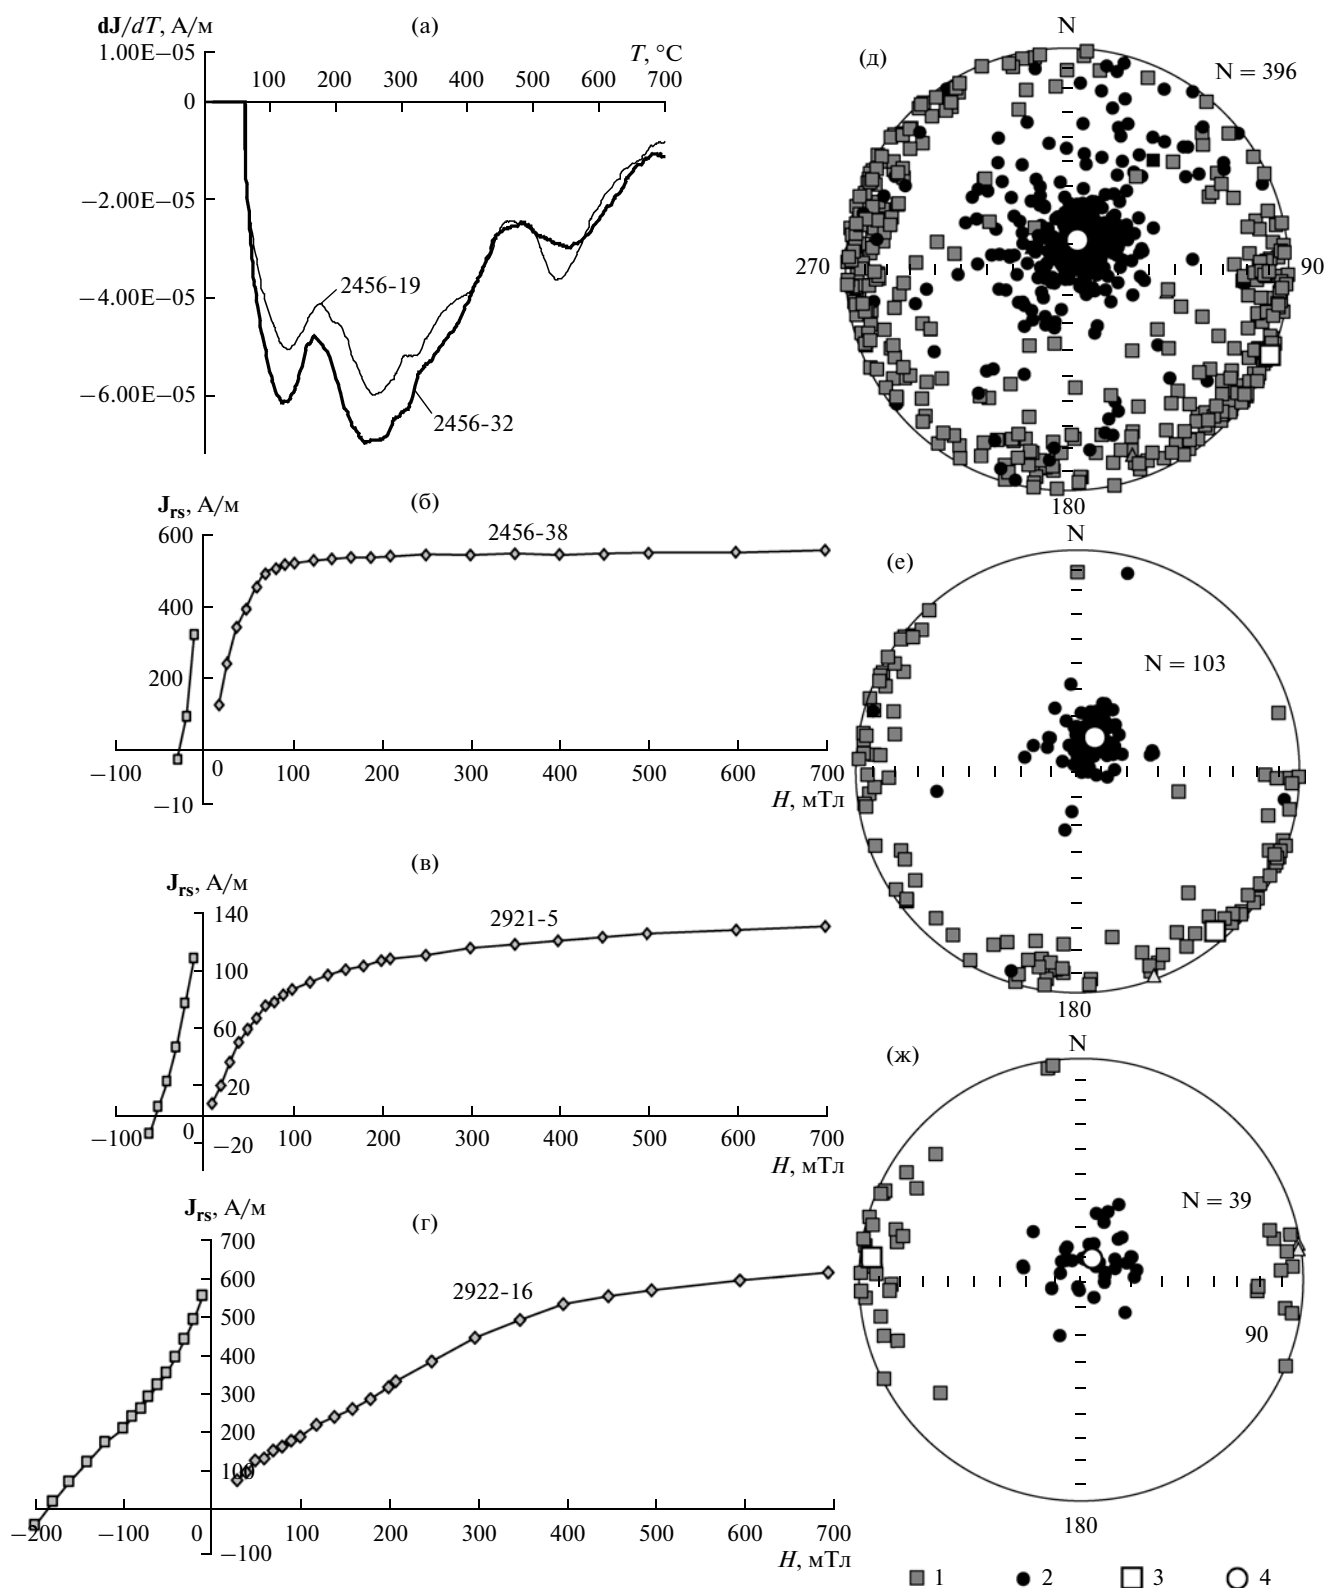 (а)
dJ/dT, А/м
T, °C
1.00E−05
0
−2.00E−05
−4.00E−05
−6.00E−05
100 200 300 400 500 600 700
2456-19
2456-32
(б)
J_rs, А/м
600
400
200
0
−10
2456-38
−100 100 200 300 400 500 600 700
H, мТл
(в)
J_rs, А/м
140
100
60
20
0
−20
2921-5
−100 100 200 300 400 500 600 700
H, мТл
(г)
J_rs, А/м
700
600
500
400
300
200
100
0
−100
2922-16
−200 −100 100 200 300 400 500 600 700
H, мТл
(д)
N
N = 396
270
90
180
(е)
N
N = 103
180
(ж)
N
N = 39
90
180
1 2 3 4